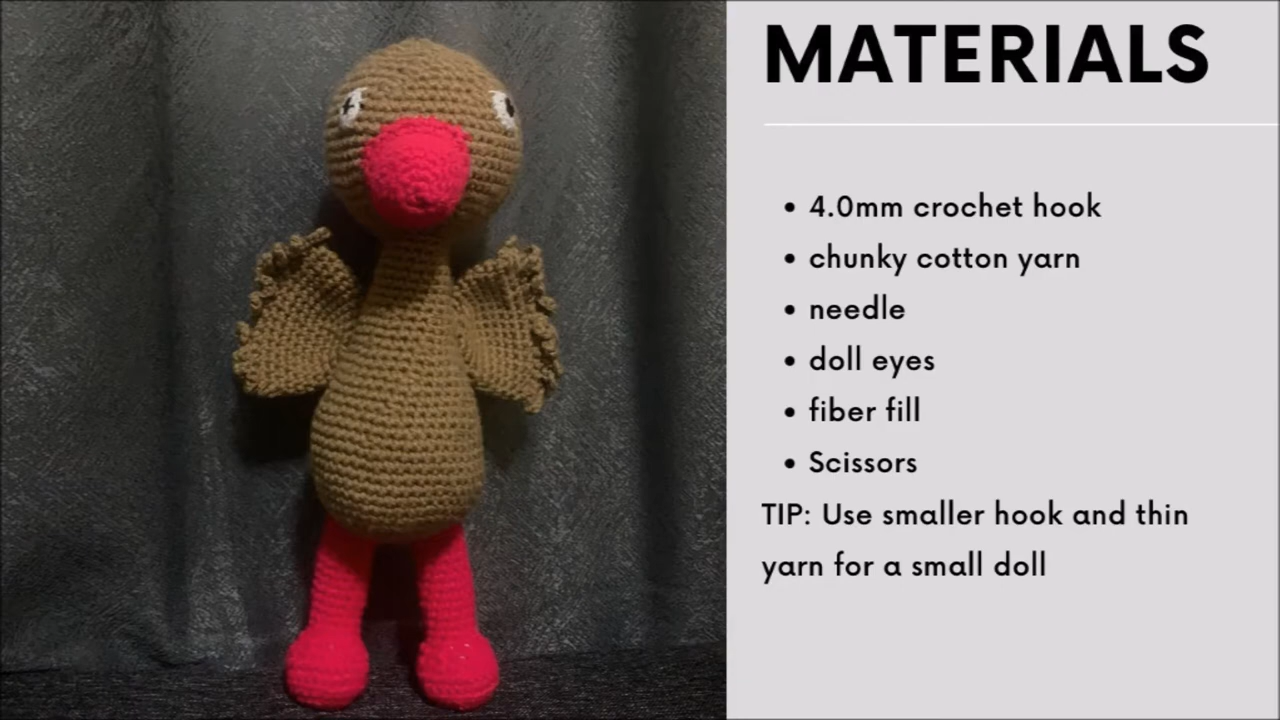 MATERIALS
• 4.0mm crochet hook
• chunky cotton yarn
• needle
• doll eyes
• fiber fill
• Scissors
TIP: Use smaller hook and thin
yarn for a small doll